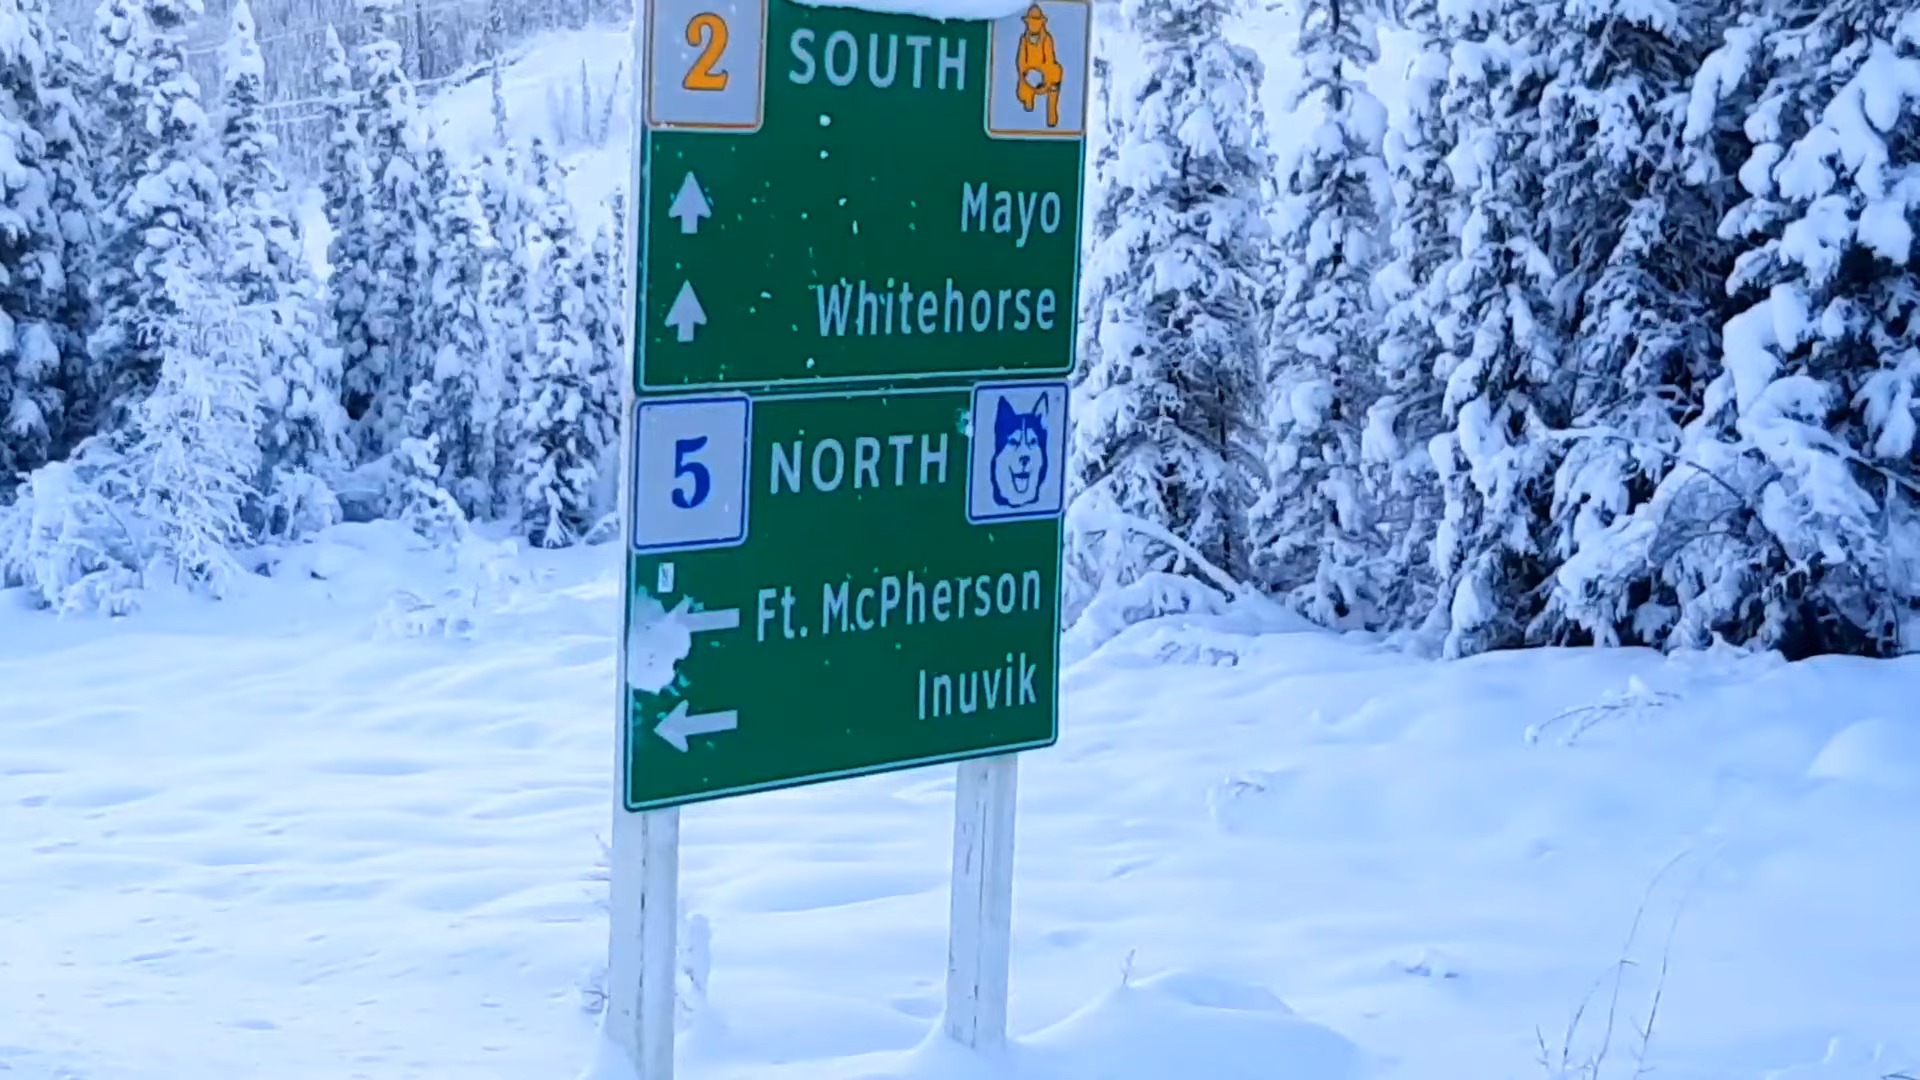 2 SOUTH
Mayo
Whitehorse
5 NORTH
Ft. McPherson
Inuvik